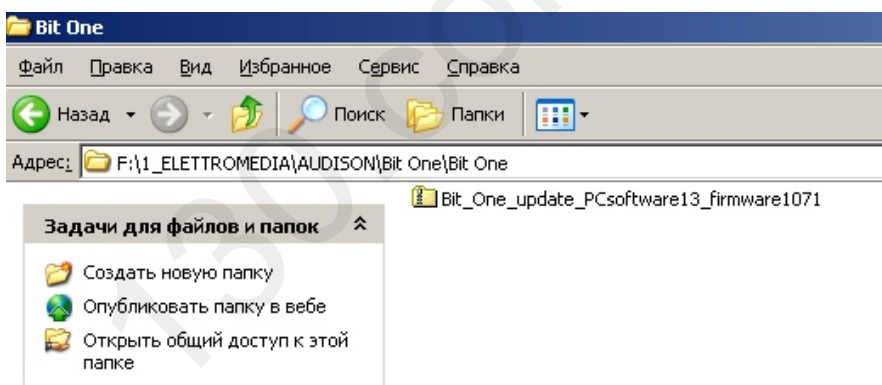 Bit One
Файл Правка Вид Избранное Сервис Справка
Назад Поиск Папки
Адрес: F:\1_ELETTROMEDIA\AUDISON\Bit One\Bit One
Bit_One_update_PCsoftware13_firmware1071
Задачи для файлов и папок
Создать новую папку
Опубликовать папку в вебе
Открыть общий доступ к этой
папке